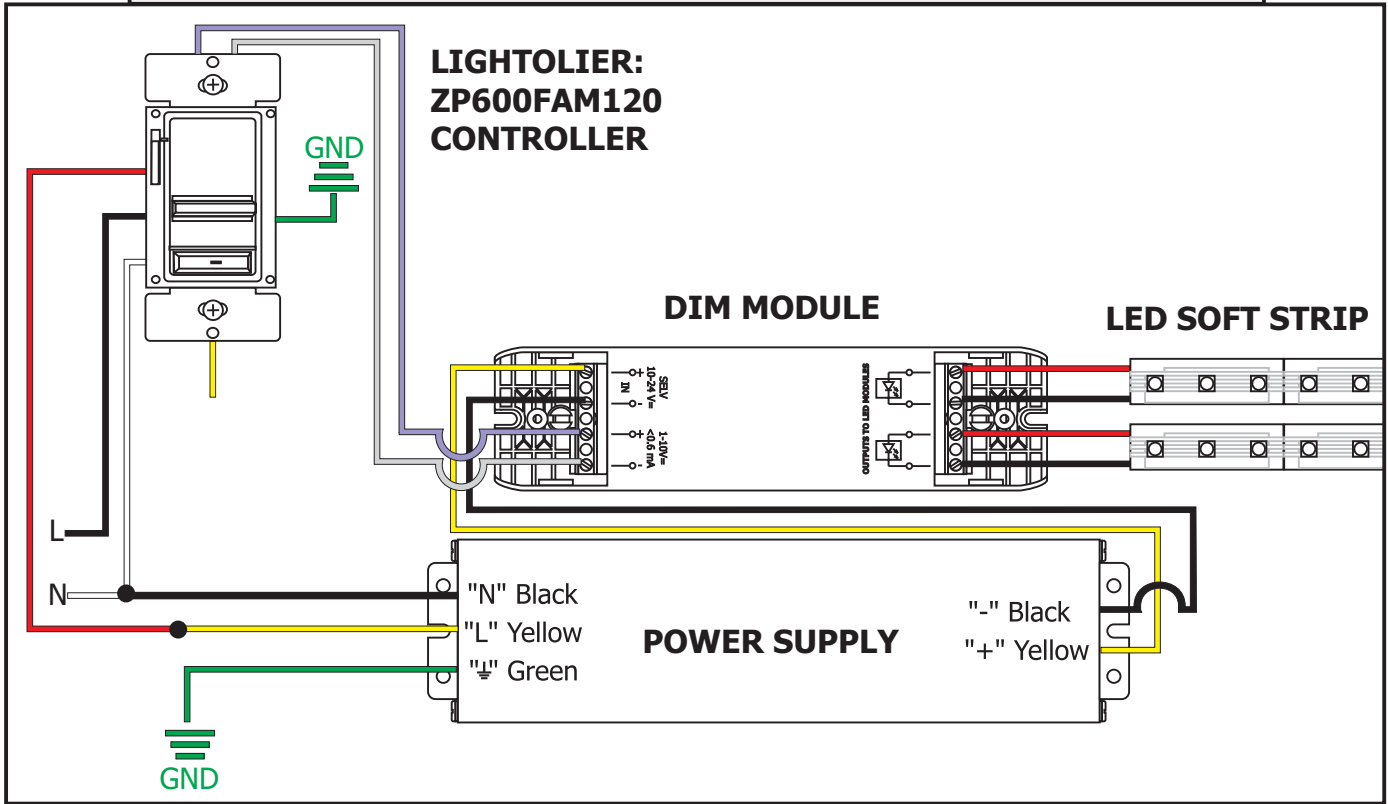 LIGHTOLIER:
ZP600FAM120
CONTROLLER
GND
DIM MODULE
LED SOFT STRIP
SELV
10-24 V=
IN
+
-
1-10V=
<0.6 mA
+
-
OUTPUTS TO LED MODULES
L
N
"N" Black
"L" Yellow
"⏚" Green
POWER SUPPLY
"-" Black
"+" Yellow
GND